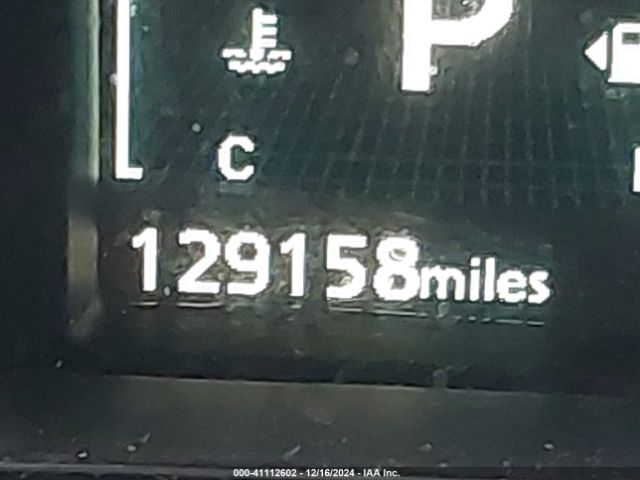 P
C
129158miles
000-41112602 - 12/16/2024 - IAA Inc.